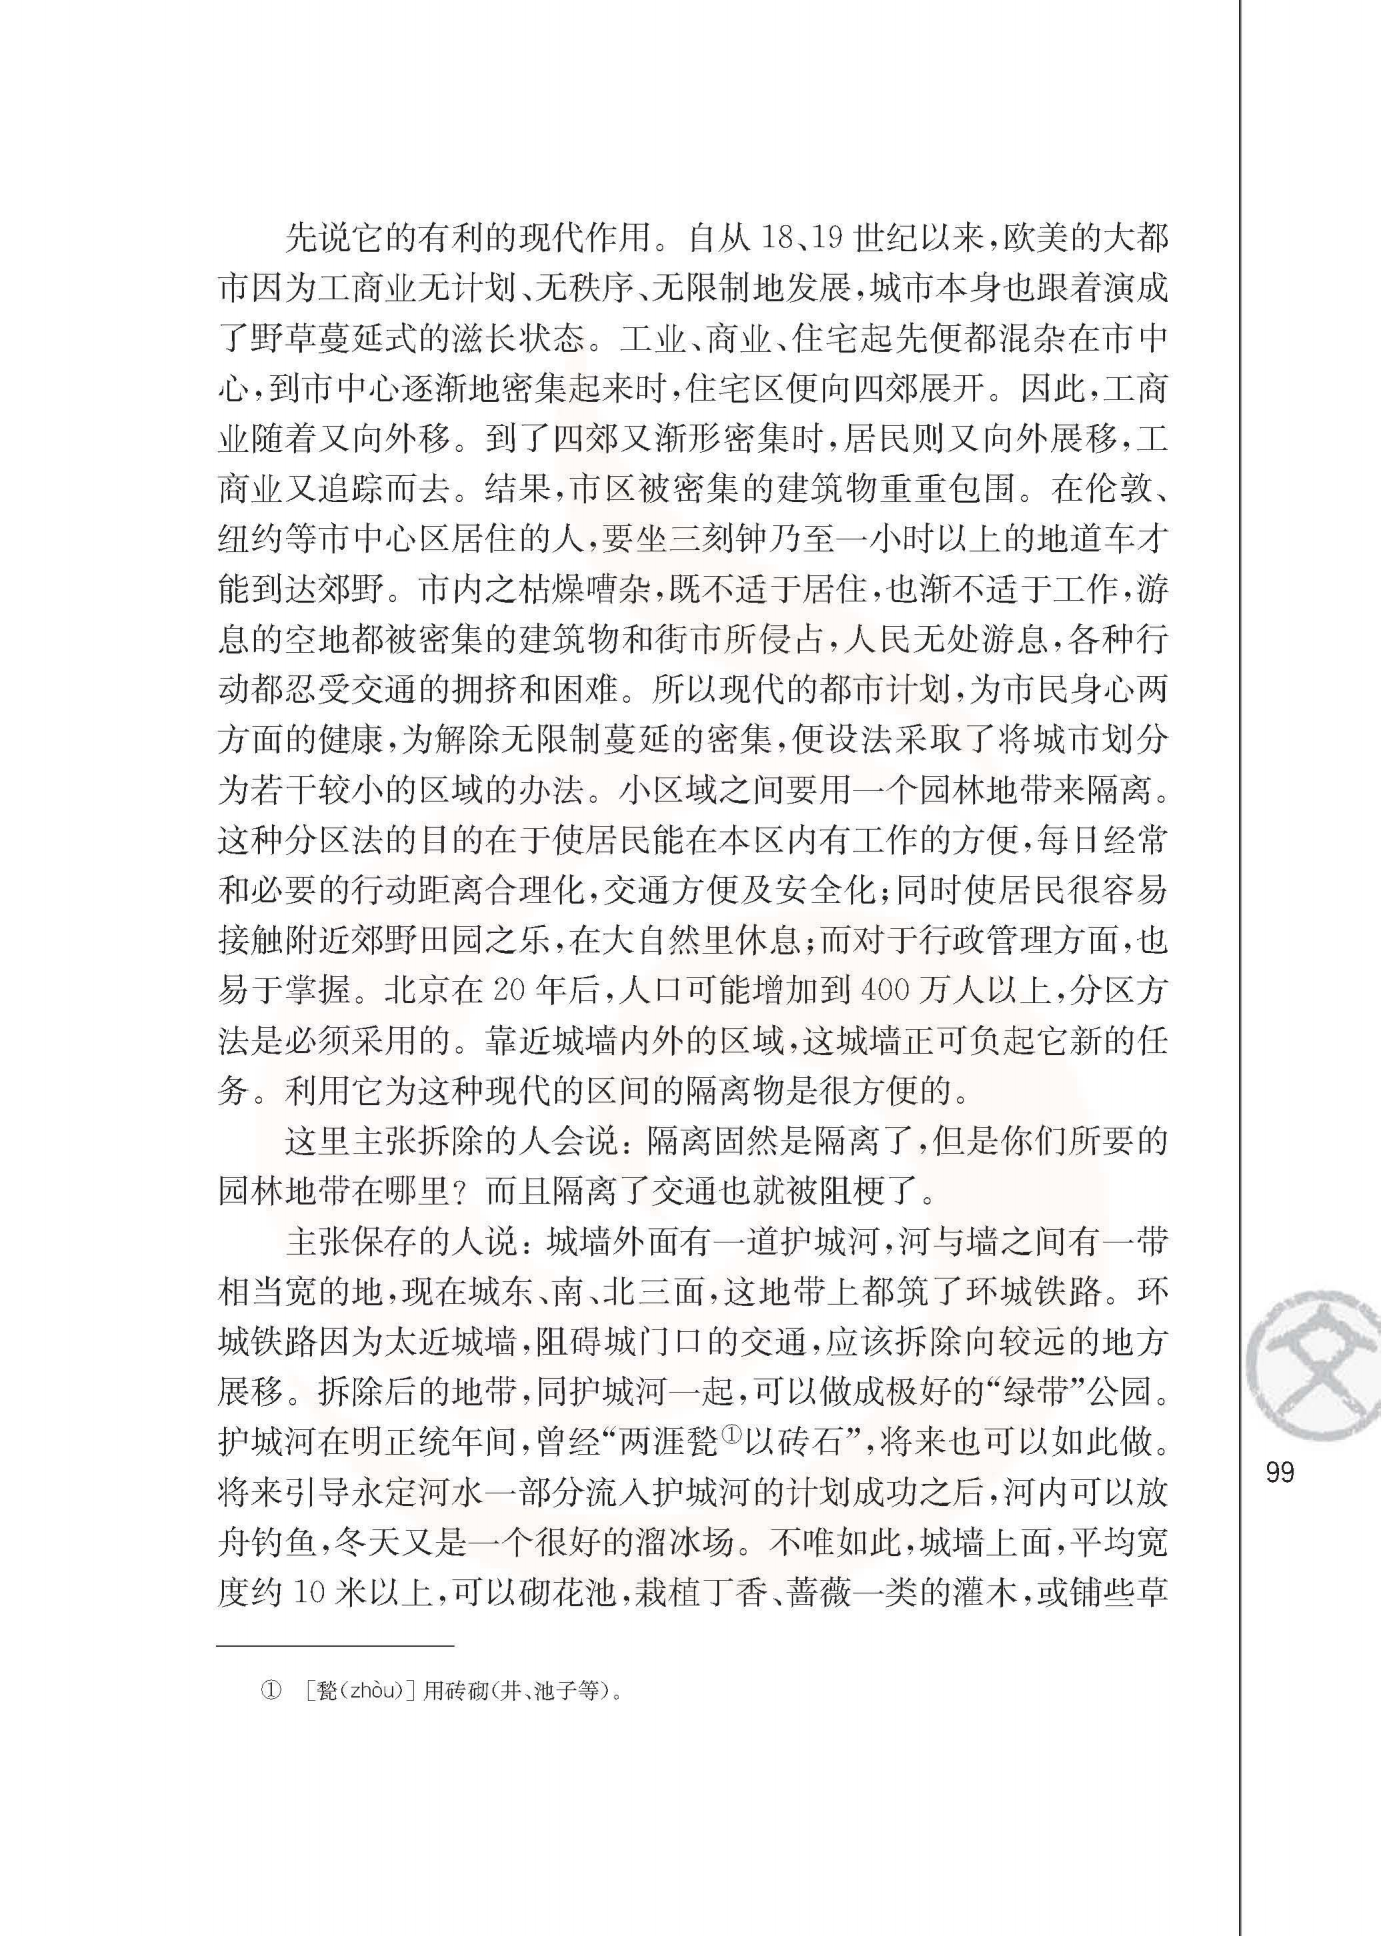 先说它的有利的现代作用。自从 18、19 世纪以来，欧美的大都
市因为工商业无计划、无秩序、无限制地发展，城市本身也跟着演成
了野草蔓延式的滋长状态。工业、商业、住宅起先便都混杂在市中
心，到市中心逐渐地密集起来时，住宅区便向四郊展开。因此，工商
业随着又向外移。到了四郊又渐形密集时，居民则又向外展移，工
商业又追踪而去。结果，市区被密集的建筑物重重包围。在伦敦、
纽约等市中心区居住的人，要坐三刻钟乃至一小时以上的地道车才
能到达郊野。市内之枯燥嘈杂，既不适于居住，也渐不适于工作，游
息的空地都被密集的建筑物和街市所侵占，人民无处游息，各种行
动都忍受交通的拥挤和困难。所以现代的都市计划，为市民身心两
方面的健康，为解除无限制蔓延的密集，便设法采取了将城市划分
为若干较小的区域的办法。小区域之间要用一个园林地带来隔离。
这种分区法的目的在于使居民能在本区内有工作的方便，每日经常
和必要的行动距离合理化，交通方便及安全化；同时使居民很容易
接触附近郊野田园之乐，在大自然里休息；而对于行政管理方面，也
易于掌握。北京在 20 年后，人口可能增加到 400 万人以上，分区方
法是必须采用的。靠近城墙内外的区域，这城墙正可负起它新的任
务。利用它为这种现代的区间的隔离物是很方便的。
这里主张拆除的人会说：隔离固然是隔离了，但是你们所要的
园林地带在哪里？而且隔离了交通也就被阻梗了。
主张保存的人说：城墙外面有一道护城河，河与墙之间有一带
相当宽的地，现在城东、南、北三面，这地带上都筑了环城铁路。环
城铁路因为太近城墙，阻碍城门口的交通，应该拆除向较远的地方
展移。拆除后的地带，同护城河一起，可以做成极好的“绿带”公园。
护城河在明正统年间，曾经“两涯甃①以砖石”，将来也可以如此做。
将来引导永定河水一部分流入护城河的计划成功之后，河内可以放
舟钓鱼，冬天又是一个很好的溜冰场。不唯如此，城墙上面，平均宽
度约 10 米以上，可以砌花池，栽植丁香、蔷薇一类的灌木，或铺些草
① ［甃(zhòu)］用砖砌(井、池子等)。
文
99